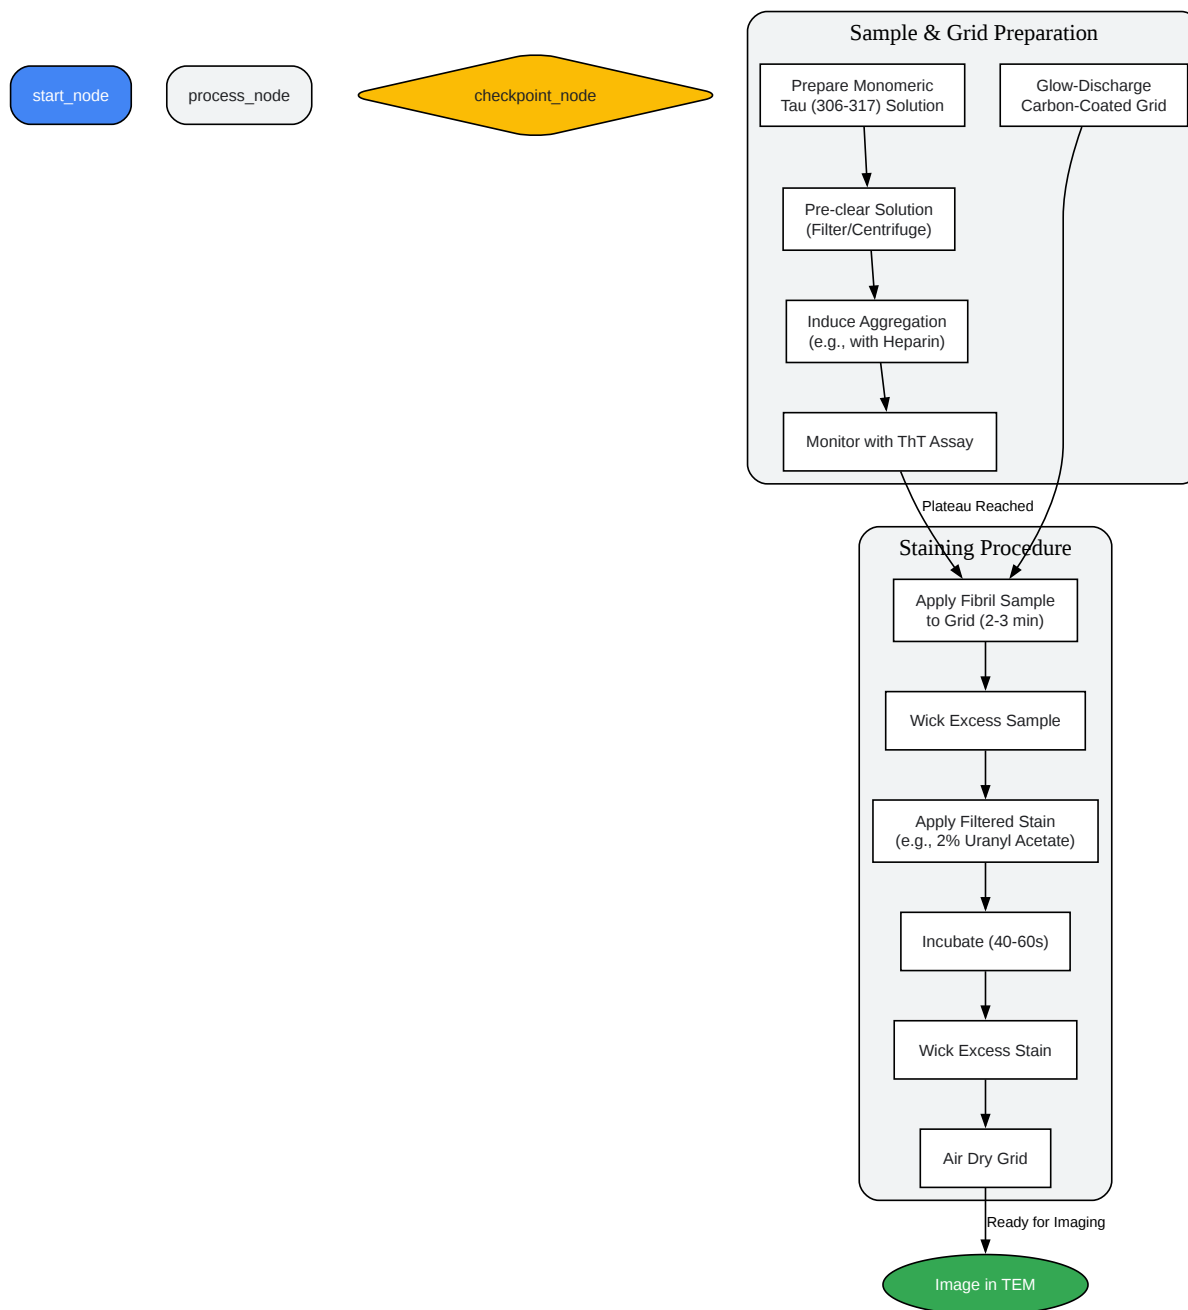 start_node
process_node
checkpoint_node
Sample & Grid Preparation
Prepare Monomeric
Tau (306-317) Solution
Glow-Discharge
Carbon-Coated Grid
Pre-clear Solution
(Filter/Centrifuge)
Induce Aggregation
(e.g., with Heparin)
Monitor with ThT Assay
Plateau Reached
Staining Procedure
Apply Fibril Sample
to Grid (2-3 min)
Wick Excess Sample
Apply Filtered Stain
(e.g., 2% Uranyl Acetate)
Incubate (40-60s)
Wick Excess Stain
Air Dry Grid
Ready for Imaging
Image in TEM